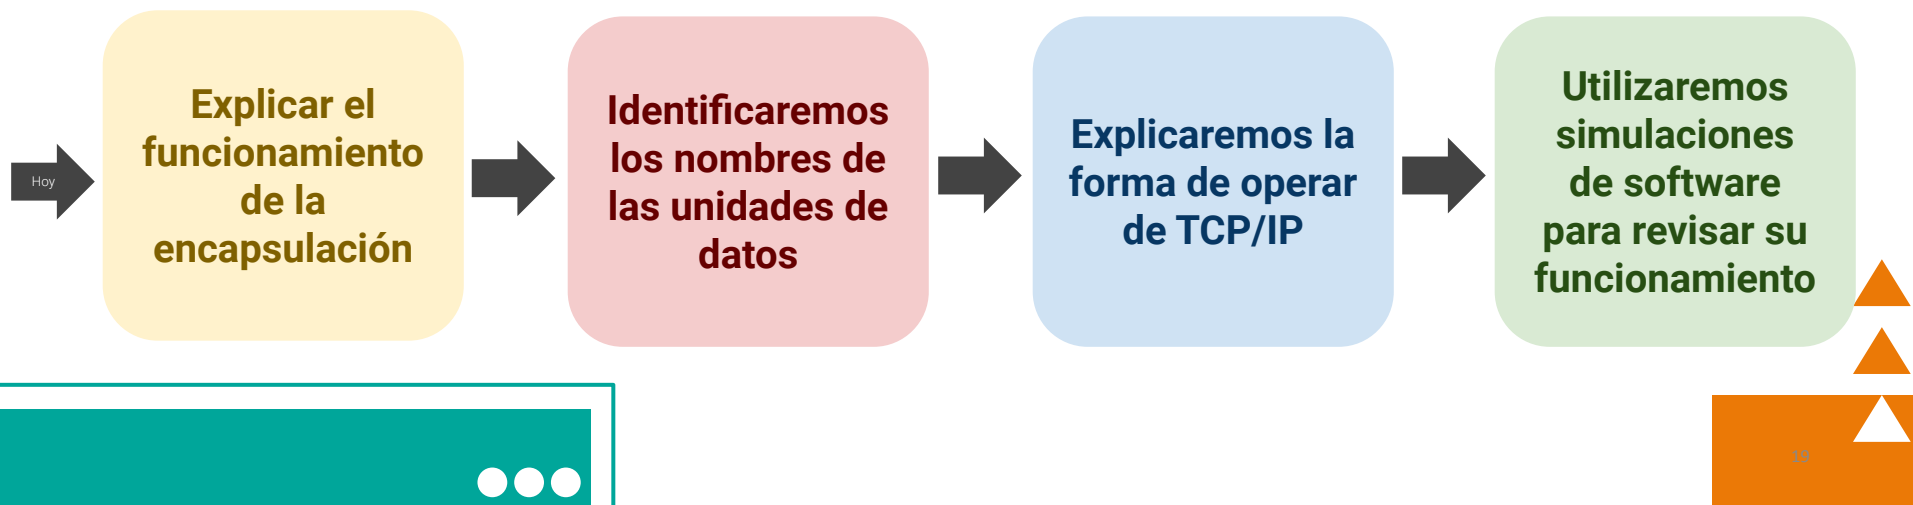 Hoy
Explicar el
funcionamiento
de la
encapsulación
Identificaremos
los nombres de
las unidades de
datos
Explicaremos la
forma de operar
de TCP/IP
Utilizaremos
simulaciones
de software
para revisar su
funcionamiento
19